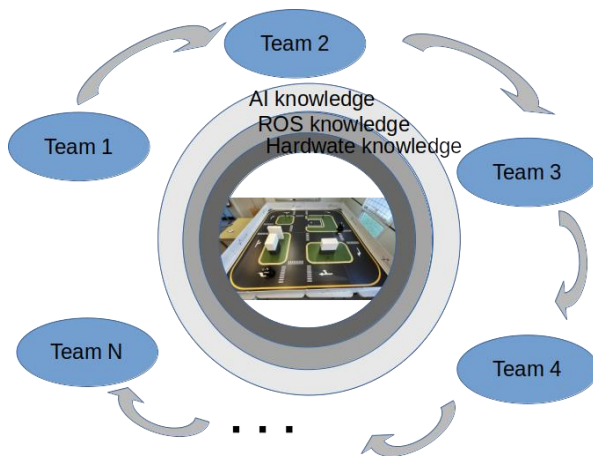 Team 2
AI knowledge
ROS knowledge
Hardwate knowledge
Team 1
Team 3
Team N
Team 4
. . .